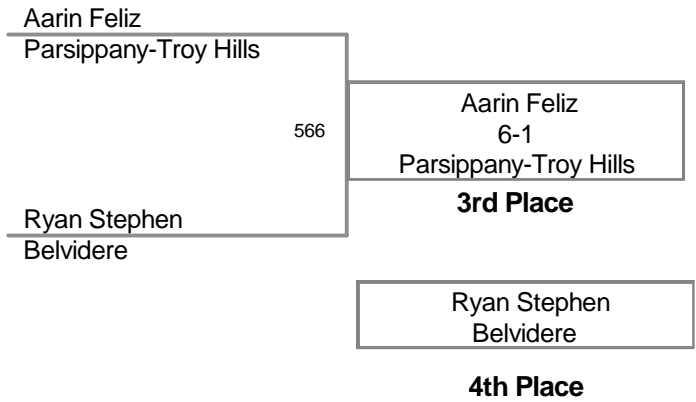 Aarin Feliz
Parsippany-Troy Hills
566
Aarin Feliz
6-1
Parsippany-Troy Hills
3rd Place
Ryan Stephen
Belvidere
Ryan Stephen
Belvidere
4th Place